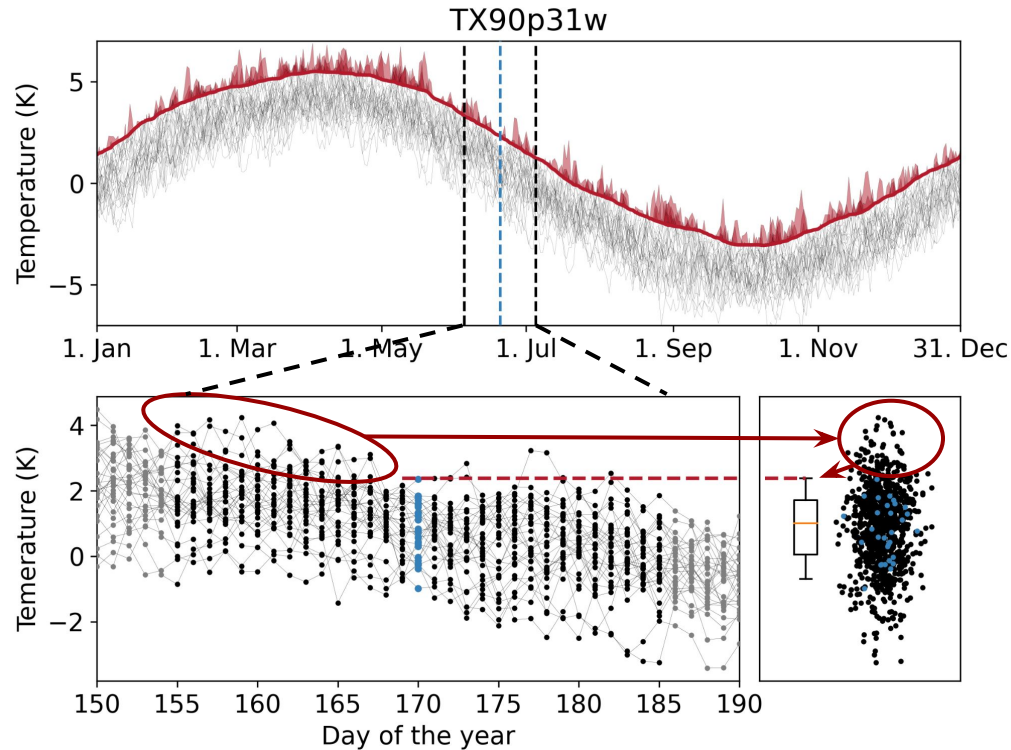 TX90p31w
Temperature (K)
5
0
−5
1. Jan 1. Mar 1. May 1. Jul 1. Sep 1. Nov 31. Dec
Temerature (K)
4
2
0
−2
150 155 160 165 170 175 180 185 190
Day of the year